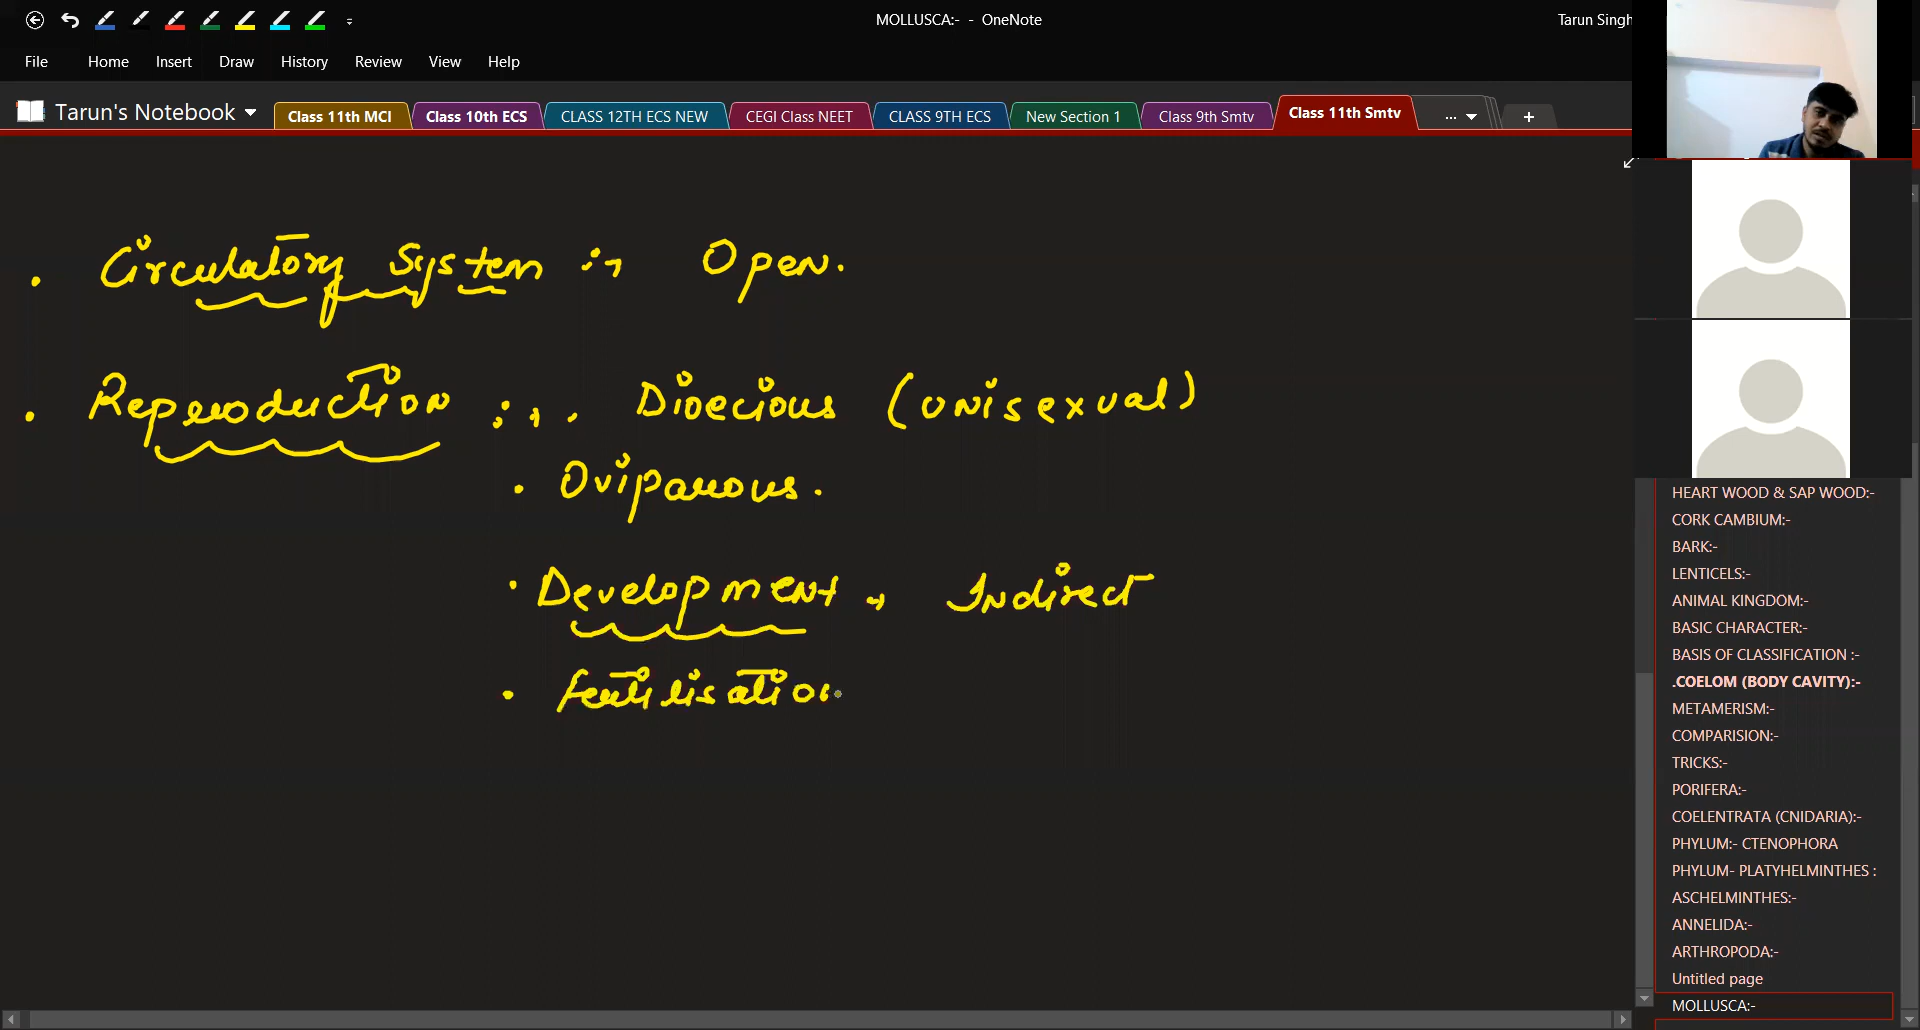 MOLLUSCA:- - OneNote
Tarun Singh
File Home Insert Draw History Review View Help
Tarun's Notebook
Class 11th MCI Class 10th ECS CLASS 12TH ECS NEW CEGI Class NEET CLASS 9TH ECS New Section 1 Class 9th Smtv Class 11th Smtv ... +
• Circulatory System :→ Open.
• Reproduction :→ • Dioecious (unisexual)
• Oviparous.
• Development → Indirect
• fertilisation
HEART WOOD & SAP WOOD:-
CORK CAMBIUM:-
BARK:-
LENTICELS:-
ANIMAL KINGDOM:-
BASIC CHARACTER:-
BASIS OF CLASSIFICATION :-
.COELOM (BODY CAVITY):-
METAMERISM:-
COMPARISION:-
TRICKS:-
PORIFERA:-
COELENTRATA (CNIDARIA):-
PHYLUM:- CTENOPHORA
PHYLUM- PLATYHELMINTHES :
ASCHELMINTHES:-
ANNELIDA:-
ARTHROPODA:-
Untitled page
MOLLUSCA:-